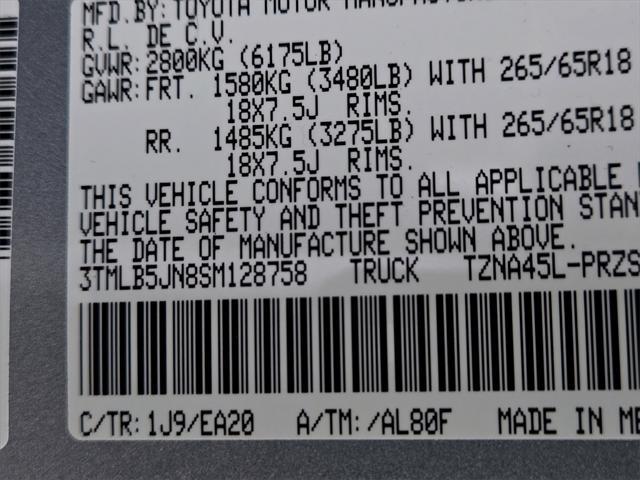 MFD. BY: TOYOTA MOTOR
R.L. DE C.V.
GVWR: 2800KG (6175LB)
GAWR: FRT. 1580KG (3480LB) WITH 265/65R18
18X7.5J RIMS.
RR. 1485KG (3275LB) WITH 265/65R18
18X7.5J RIMS.
THIS VEHICLE CONFORMS TO ALL APPLICABLE
VEHICLE SAFETY AND THEFT PREVENTION STAN
THE DATE OF MANUFACTURE SHOWN ABOVE.
3TMLB5JN8SM128758 TRUCK TZNA45L-PRZS
C/TR: 1J9/EA20 A/TM: /AL80F MADE IN ME